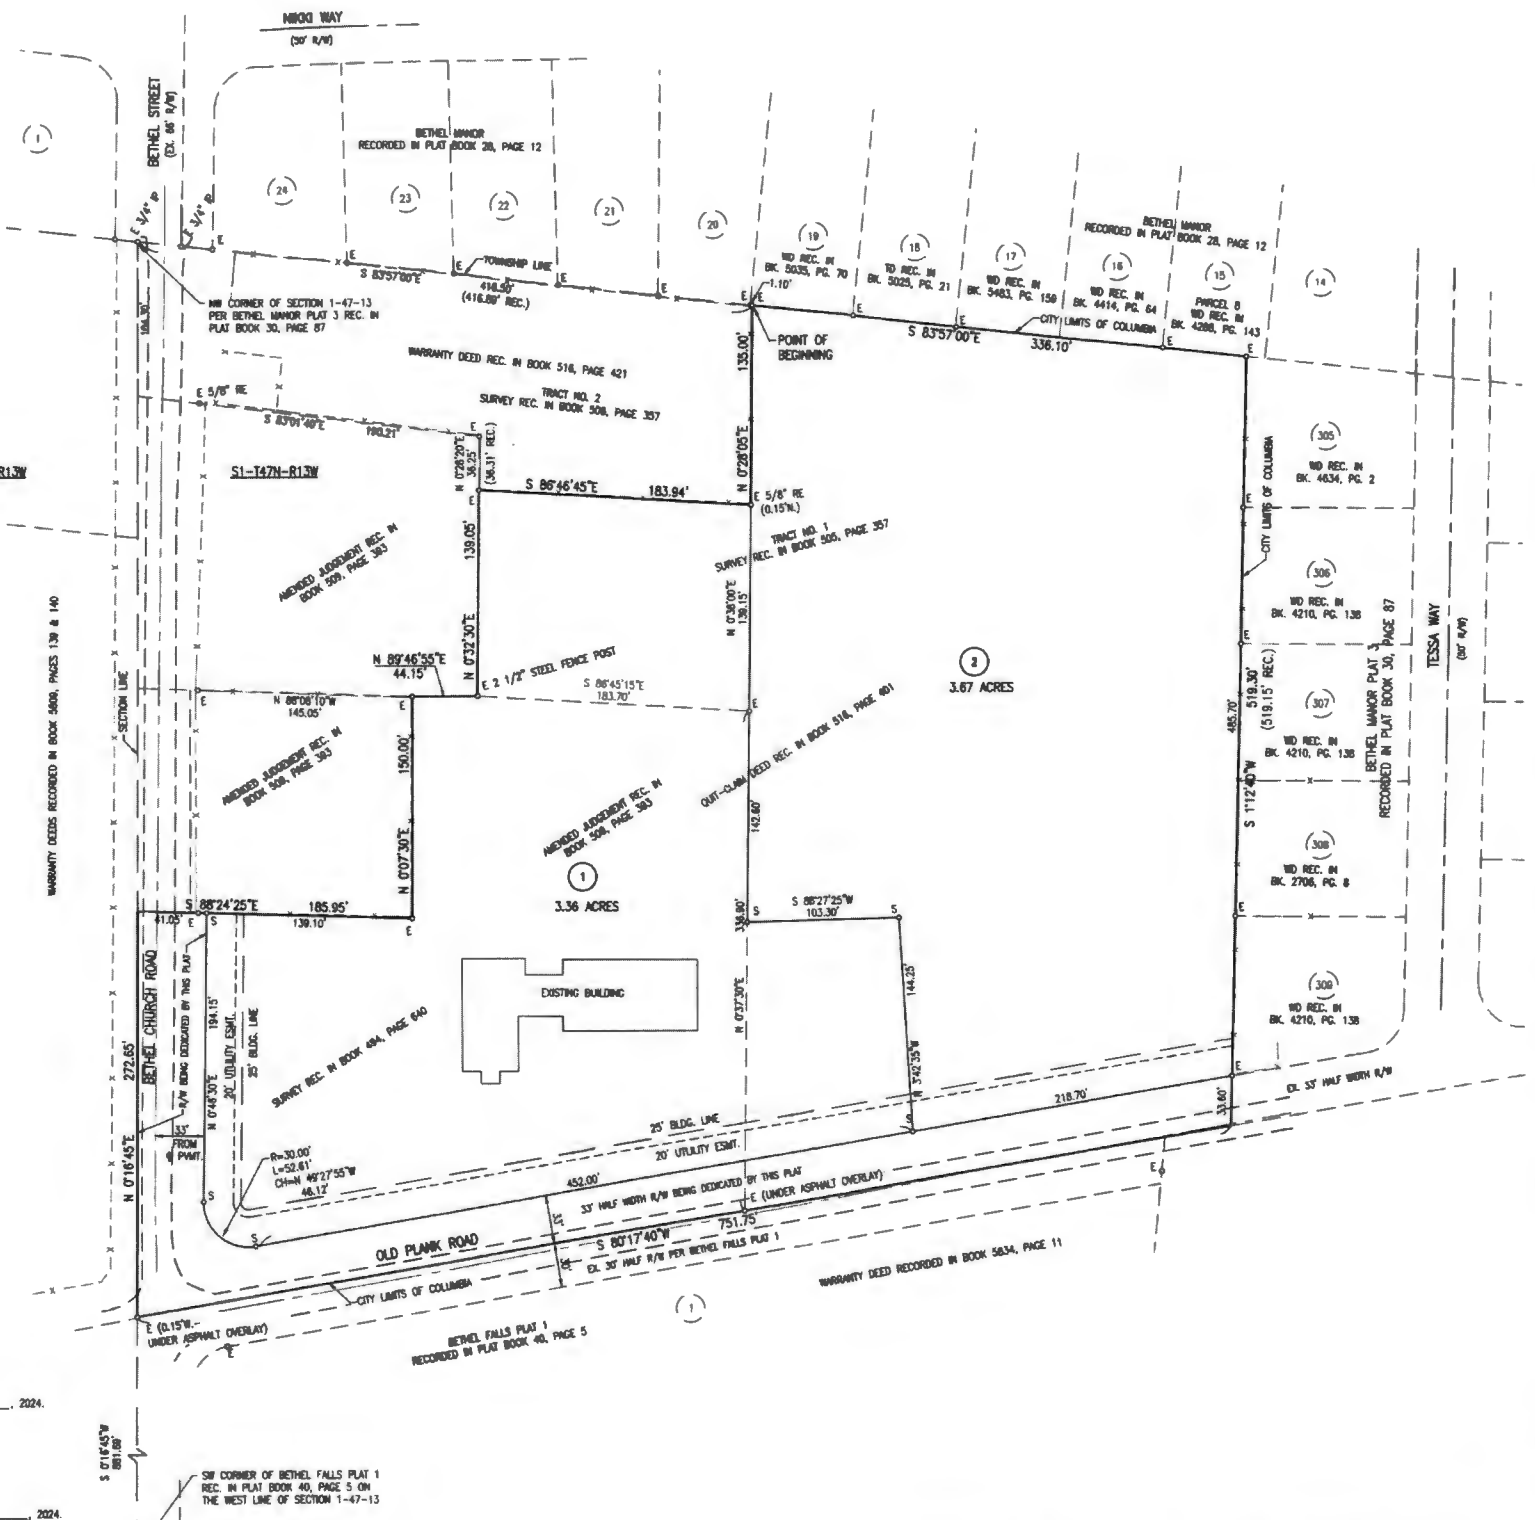 NIKKI WAY
(50' R/W)
BETHEL STREET
(EX. 66' R/W)
1
BETHEL MANOR
RECORDED IN PLAT BOOK 28, PAGE 12
24
23
22
21
20
19
WD REC. IN
BK. 5035, PG. 70
18
TD REC. IN
BK. 5025, PG. 21
17
WD REC. IN
BK. 5483, PG. 159
16
WD REC. IN
BK. 4414, PG. 64
15
PARCEL 8
WD REC. IN
BK. 4288, PG. 143
14
BETHEL MANOR
RECORDED IN PLAT BOOK 28, PAGE 12
E 3/4" IP
E 3/4" IP
E
S 83°57'00"E
TOWNSHIP LINE
416.50'
(416.89' REC.)
E
E
E
E
E E
1.10'
POINT OF
BEGINNING
E
S 83°57'00"E
E
336.10'
CITY LIMITS OF COLUMBIA
E
E
NW CORNER OF SECTION 1-47-13
PER BETHEL MANOR PLAT 3 REC. IN
PLAT BOOK 30, PAGE 87
104.30'
WARRANTY DEED REC. IN BOOK 516, PAGE 421
TRACT NO. 2
SURVEY REC. IN BOOK 508, PAGE 357
135.00'
N 0°28'05"E
E 5/8" RE
S 83°01'40"E
190.21'
E
N 0°28'20"E
36.25'
(36.31' REC.)
R13W
S1-T47N-R13W
S 86°46'45"E
183.94'
E
E 5/8" RE
(0.15'N.)
TRACT NO. 1
SURVEY REC. IN BOOK 505, PAGE 357
AMENDED JUDGEMENT REC. IN
BOOK 509, PAGE 393
139.05'
N 0°32'30"E
N 0°38'00"E
139.15'
CITY LIMITS OF COLUMBIA
305
WD REC. IN
BK. 4634, PG. 2
E
306
WD REC. IN
BK. 4210, PG. 138
E
307
WD REC. IN
BK. 4210, PG. 138
308
WD REC. IN
BK. 2706, PG. 8
E
309
WD REC. IN
BK. 4210, PG. 138
BETHEL MANOR PLAT 3
RECORDED IN PLAT BOOK 30, PAGE 87
TESSA WAY
(50' R/W)
WARRANTY DEEDS RECORDED IN BOOK 5809, PAGES 139 & 140
SECTION LINE
N 89°46'55"E
44.15'
E 2 1/2" STEEL FENCE POST
S 86°45'15"E
183.70'
E
E
N 88°08'10"W
145.05'
E
2
3.67 ACRES
485.70'
519.30'
(519.15' REC.)
S 1°12'40"W
AMENDED JUDGEMENT REC. IN
BOOK 508, PAGE 393
150.00'
N 0°07'30"E
QUIT-CLAIM DEED REC. IN BOOK 516, PAGE 401
AMENDED JUDGEMENT REC. IN
BOOK 508, PAGE 393
142.60'
1
3.36 ACRES
S 88°24'25"E
185.95'
41.05'
E S
139.10'
E
336.90'
S
S 88°27'25"W
103.30'
S
EXISTING BUILDING
BETHEL CHURCH ROAD
R/W BEING DEDICATED BY THIS PLAT
194.15'
N 0°48'30"E
20' UTILITY ESMT.
25' BLDG. LINE
272.65'
N 0°16'45"E
33'
FROM
PVMT.
SURVEY REC. IN BOOK 494, PAGE 640
N 0°37'30"E
144.25'
N 3°42'35"W
R=30.00'
L=52.61'
CH=N 49°27'55"W
46.12'
S
S
25' BLDG. LINE
20' UTILITY ESMT.
S
218.70'
E
33.60'
EX. 33' HALF WIDTH R/W
452.00'
33' HALF WIDTH R/W BEING DEDICATED BY THIS PLAT
E (UNDER ASPHALT OVERLAY)
E
33'
30'
OLD PLANK ROAD
S 80°17'40"W
751.75'
EX. 30' HALF R/W PER BETHEL FALLS PLAT 1
CITY LIMITS OF COLUMBIA
WARRANTY DEED RECORDED IN BOOK 5834, PAGE 11
1
E (0.15'W.-
UNDER ASPHALT OVERLAY)
E
BETHEL FALLS PLAT 1
RECORDED IN PLAT BOOK 40, PAGE 5
, 2024.
S 0°16'45"W
881.69'
SW CORNER OF BETHEL FALLS PLAT 1
REC. IN PLAT BOOK 40, PAGE 5 ON
THE WEST LINE OF SECTION 1-47-13
, 2024.